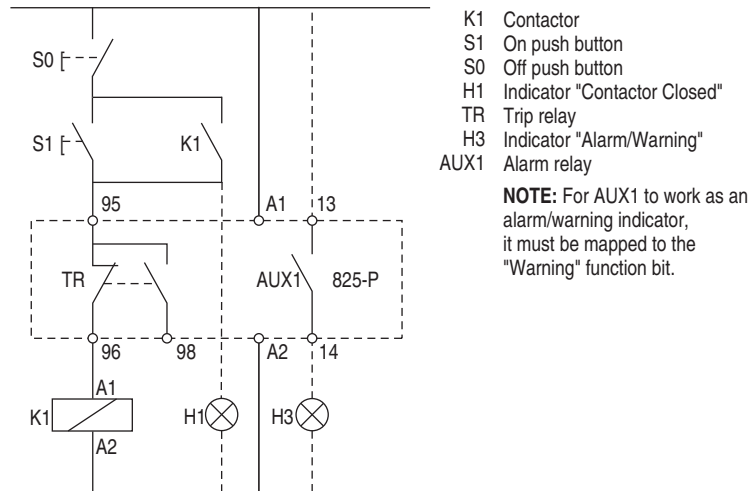 S0
S1
K1
95
A1
13
TR
AUX1
825-P
96
98
A2
14
A1
K1
H1
H3
A2
K1 Contactor
S1 On push button
S0 Off push button
H1 Indicator "Contactor Closed"
TR Trip relay
H3 Indicator "Alarm/Warning"
AUX1 Alarm relay
NOTE: For AUX1 to work as an
alarm/warning indicator,
it must be mapped to the
"Warning" function bit.